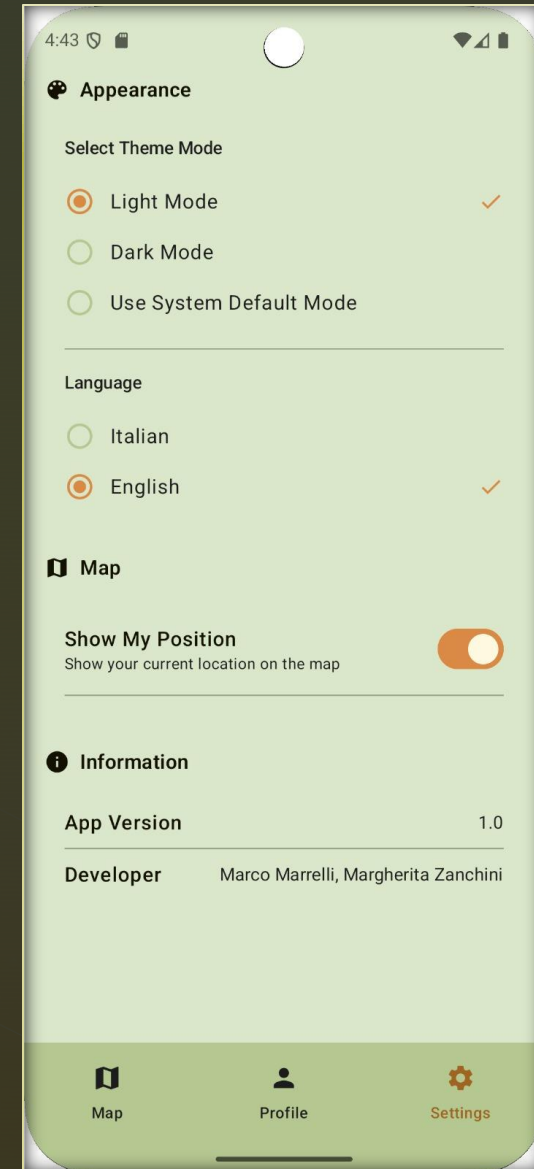 4:43
Appearance
Select Theme Mode
Light Mode
Dark Mode
Use System Default Mode
Language
Italian
English
Map
Show My Position
Show your current location on the map
Information
App Version 1.0
Developer Marco Marrelli, Margherita Zanchini
Map Profile Settings